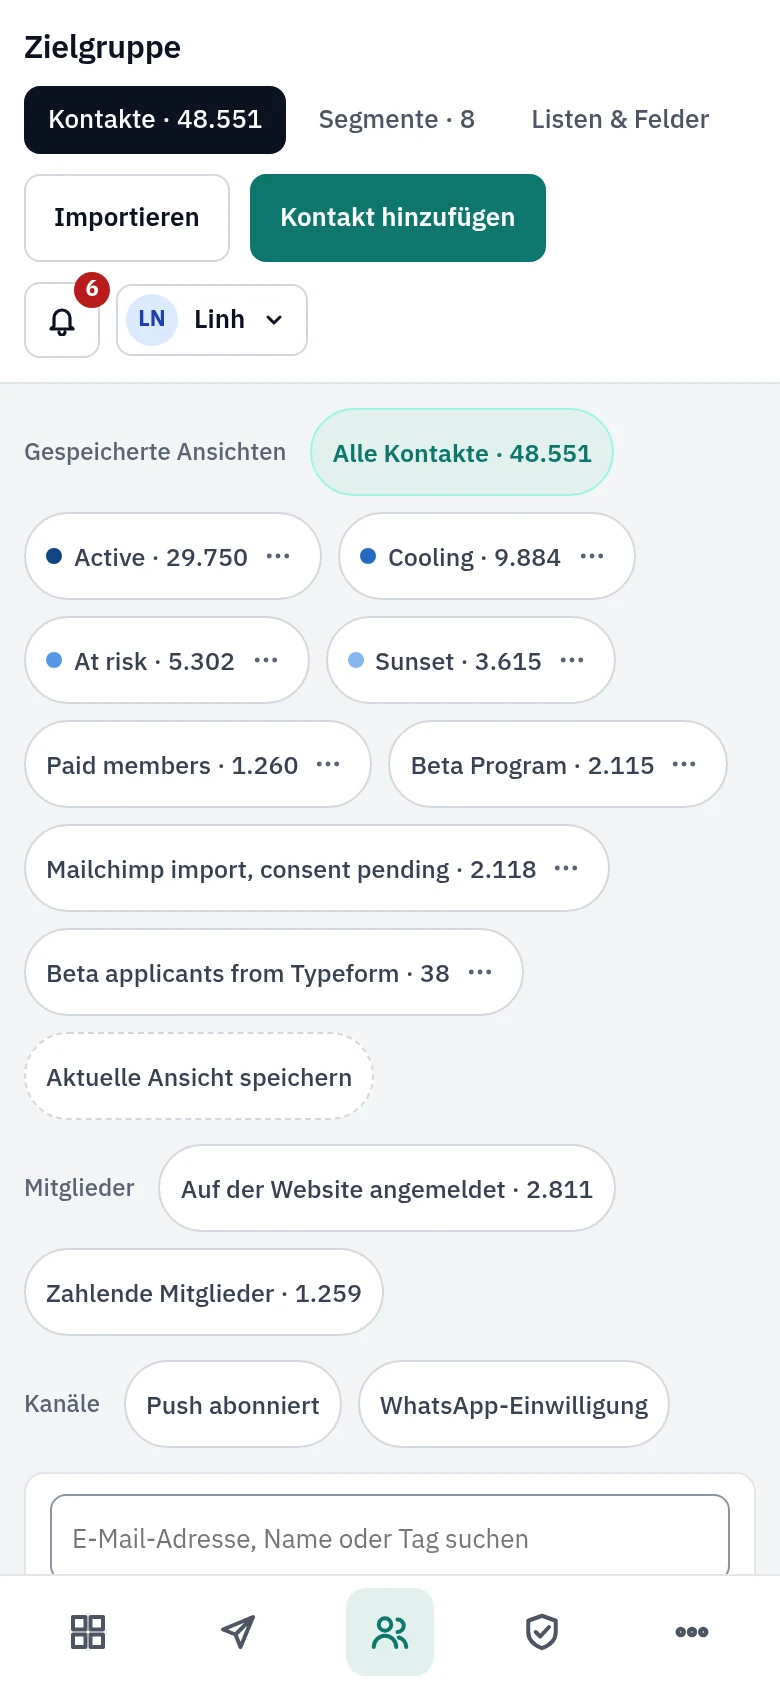 Zielgruppe
Kontakte · 48.551
Segmente · 8
Listen & Felder
Importieren
Kontakt hinzufügen
6
LN
Linh
Gespeicherte Ansichten
Alle Kontakte · 48.551
Active · 29.750 ···
Cooling · 9.884 ···
At risk · 5.302 ···
Sunset · 3.615 ···
Paid members · 1.260 ···
Beta Program · 2.115 ···
Mailchimp import, consent pending · 2.118 ···
Beta applicants from Typeform · 38 ···
Aktuelle Ansicht speichern
Mitglieder
Auf der Website angemeldet · 2.811
Zahlende Mitglieder · 1.259
Kanäle
Push abonniert
WhatsApp-Einwilligung
E-Mail-Adresse, Name oder Tag suchen